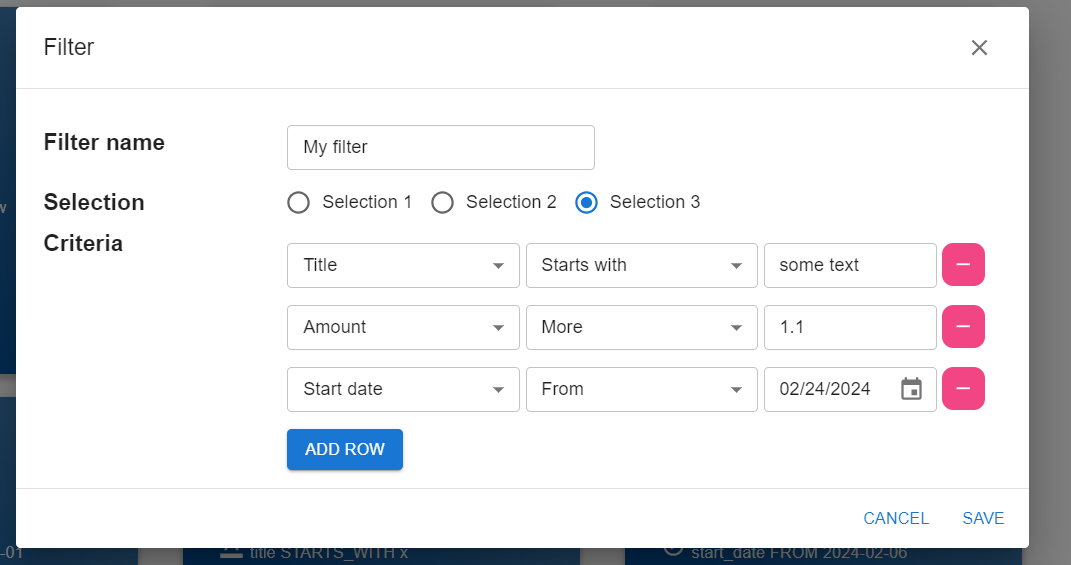 Filter
Filter name
My filter
Selection
Selection 1 Selection 2 Selection 3
Criteria
Title Starts with some text
Amount More 1.1
Start date From 02/24/2024
ADD ROW
CANCEL SAVE
-01 title STARTS_WITH x start_date FROM 2024-02-06